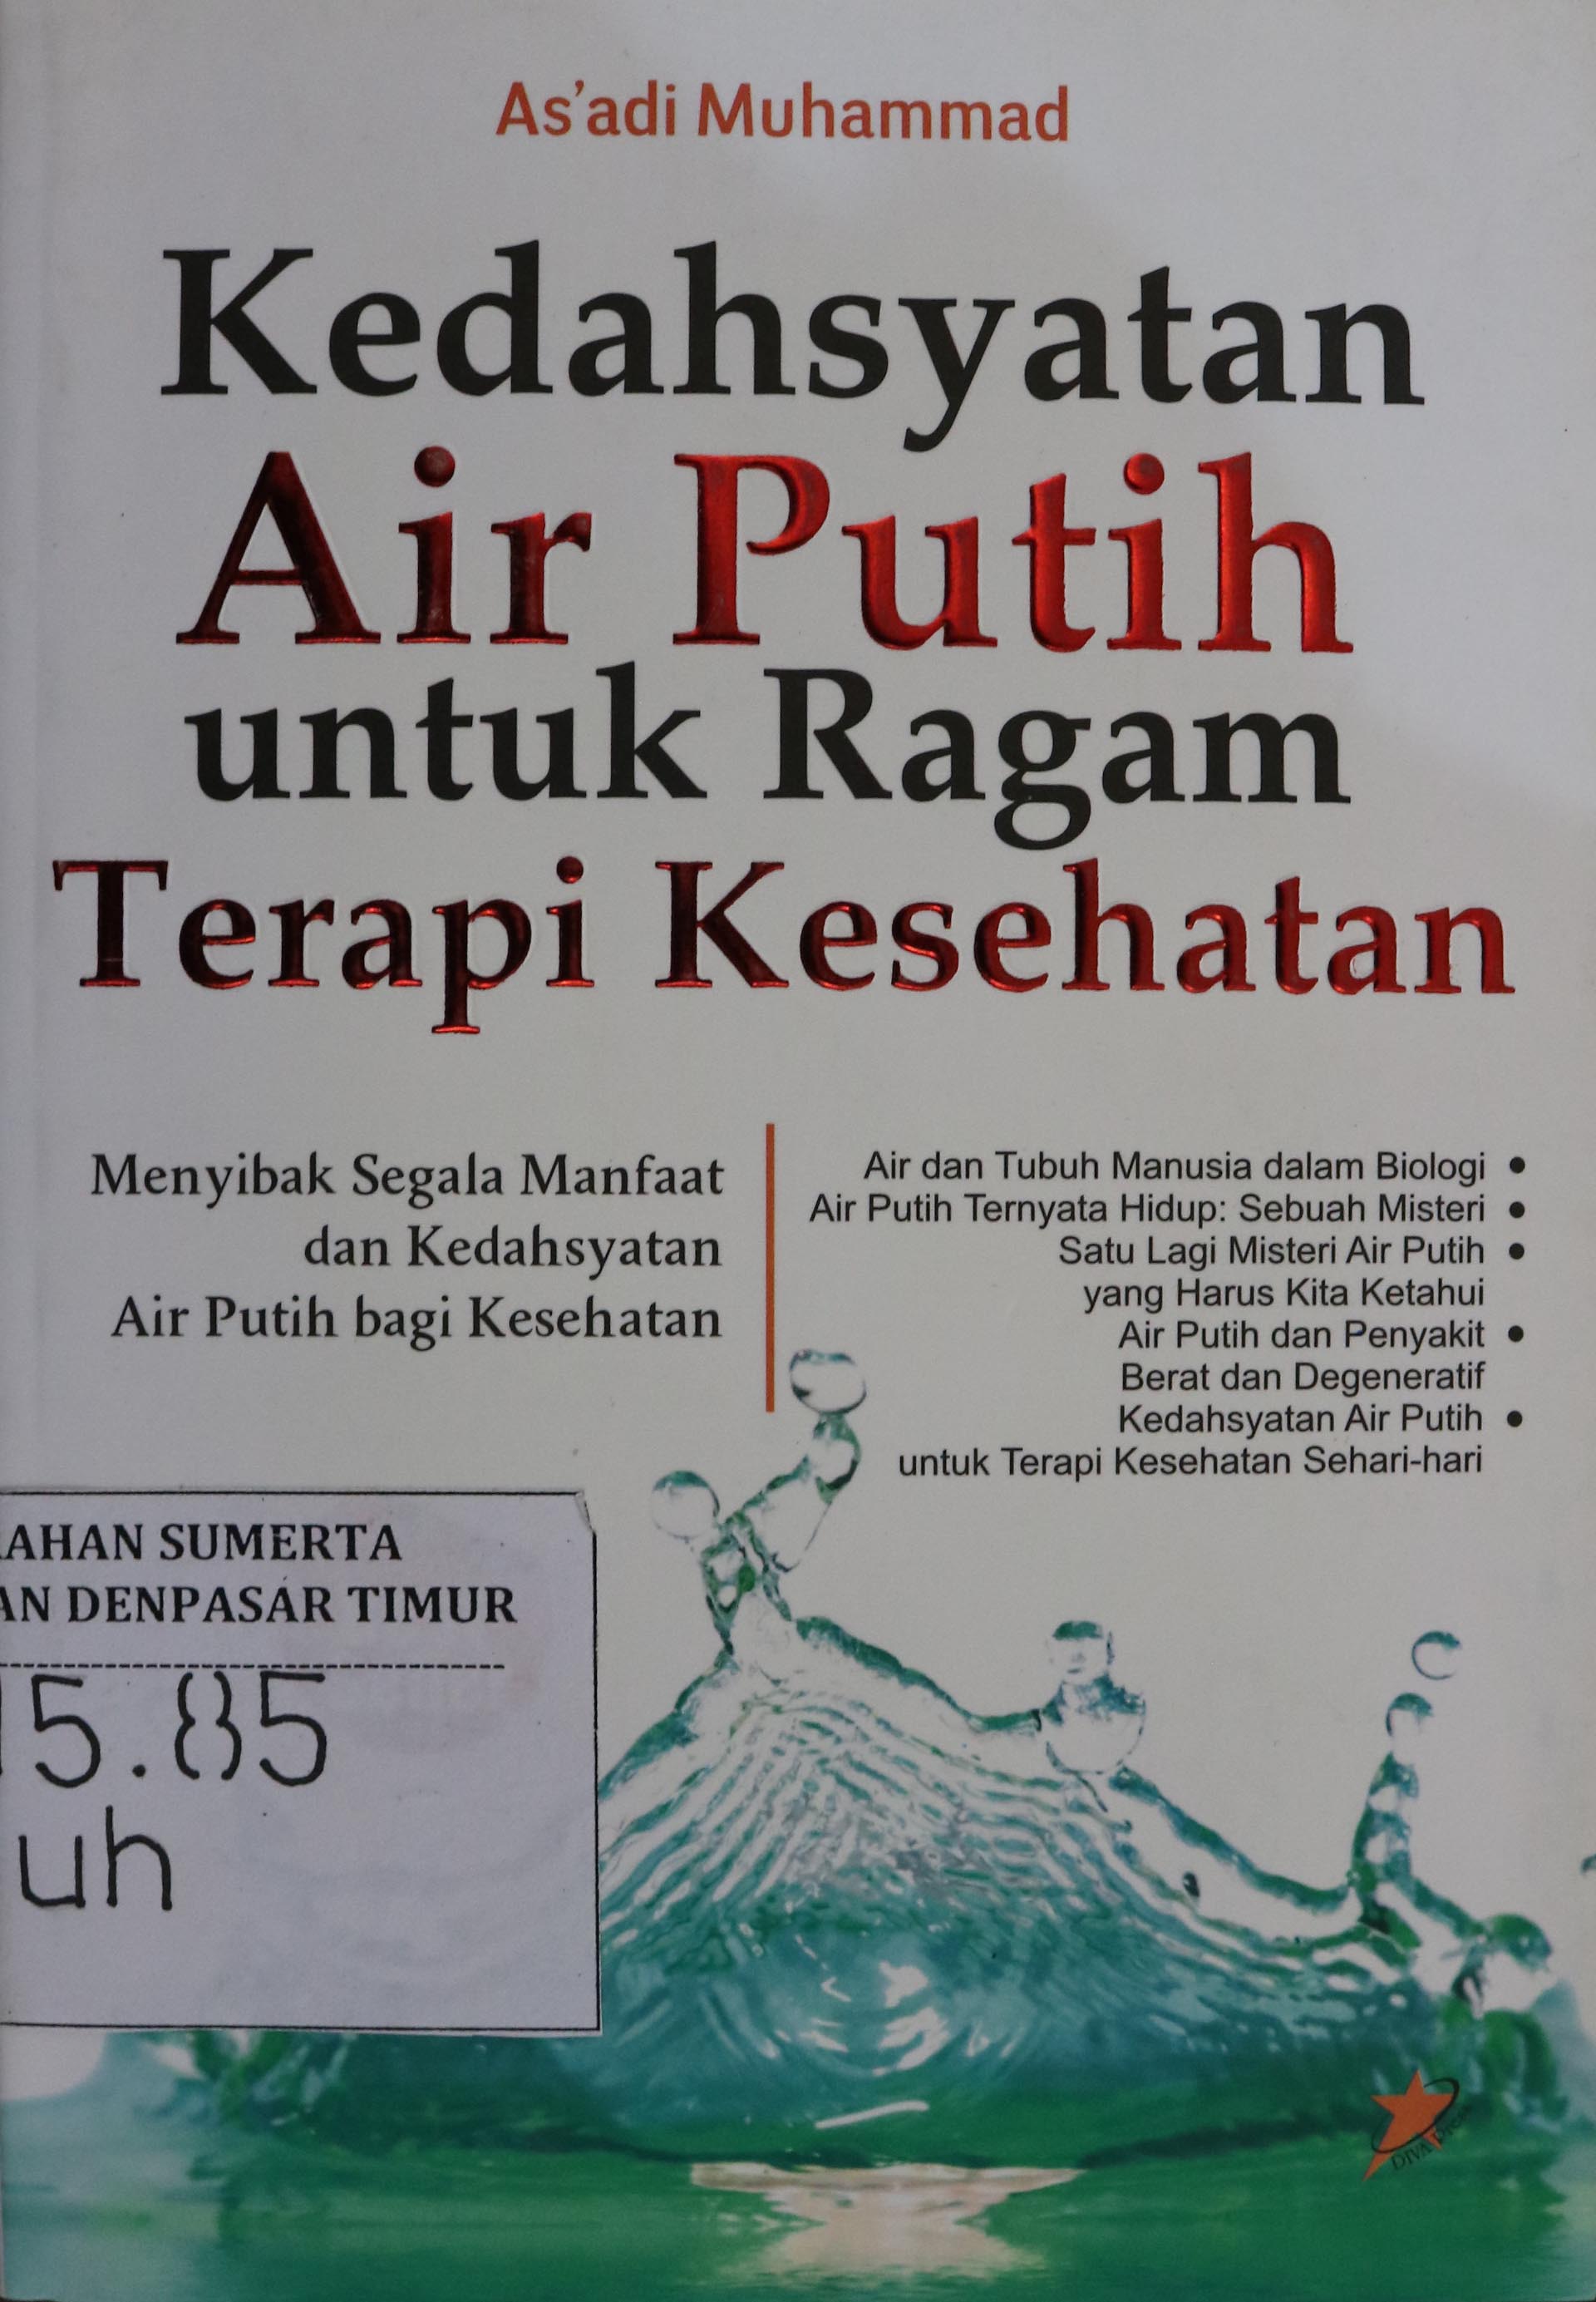 As'adi Muhammad
Kedahsyatan
Air Putih
untuk Ragam
Terapi Kesehatan
Menyibak Segala Manfaat
dan Kedahsyatan
Air Putih bagi Kesehatan
Air dan Tubuh Manusia dalam Biologi •
Air Putih Ternyata Hidup: Sebuah Misteri •
Satu Lagi Misteri Air Putih •
yang Harus Kita Ketahui
Air Putih dan Penyakit •
Berat dan Degeneratif
Kedahsyatan Air Putih •
untuk Terapi Kesehatan Sehari-hari
AHAN SUMERTA
AN DENPASAR TIMUR
5.85
uh
DIVA Press